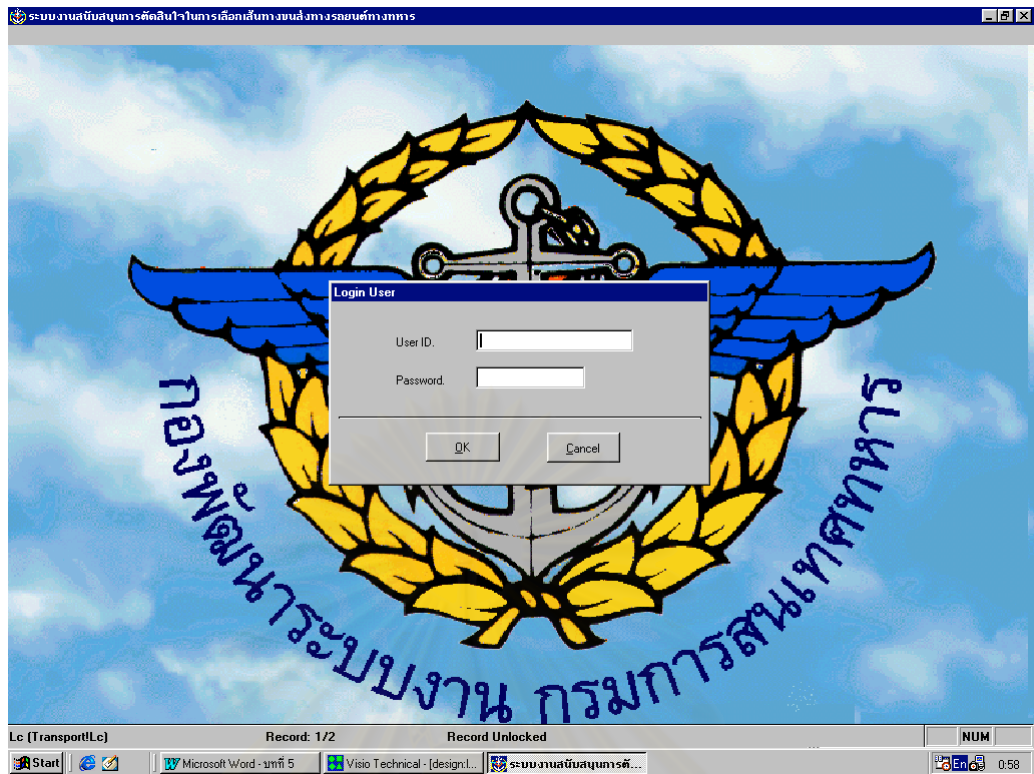 ระบบงานสนับสนุนการตัดสินใจในการเลือกเส้นทางขนส่งทางรถยนต์ทางทหาร
Login User
User ID.
Password.
OK
Cancel
กองพัฒนาระบบงาน กรมการสนเทศทหาร
Lc (Transport!Lc) Record: 1/2 Record Unlocked NUM
Start Microsoft Word - บทที่ 5 Visio Technical - [design:l... ระบบงานสนับสนุนการตั... En 0:58